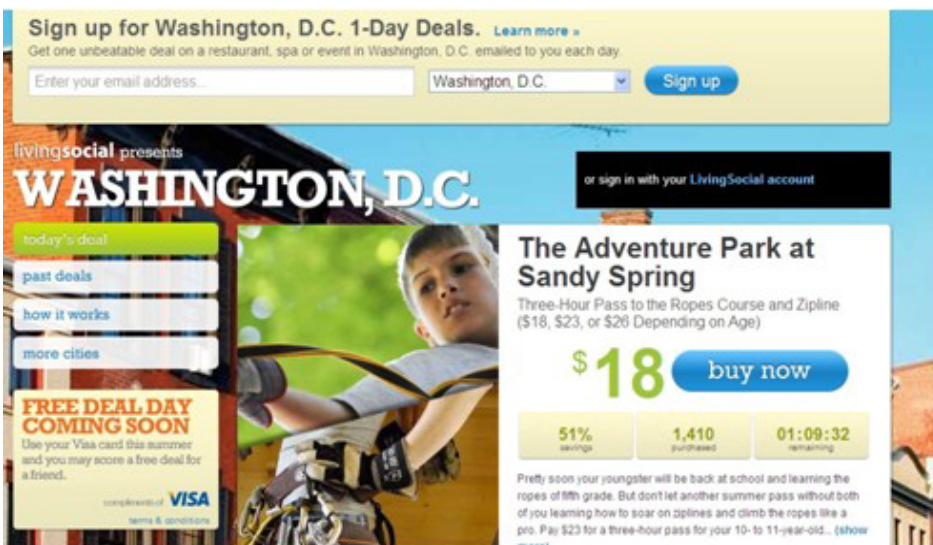 Sign up for Washington, D.C. 1-Day Deals. Learn more »
Get one unbeatable deal on a restaurant, spa or event in Washington, D.C. emailed to you each day.
Enter your email address...
Washington, D.C.
Sign up
livingsocial presents
WASHINGTON, D.C.
or sign in with your LivingSocial account
today's deal
past deals
how it works
more cities
FREE DEAL DAY
COMING SOON
Use your Visa card this summer
and you may score a free deal for
a friend.
compliments of VISA
terms & conditions
The Adventure Park at
Sandy Spring
Three-Hour Pass to the Ropes Course and Zipline
($18, $23, or $26 Depending on Age)
$18
buy now
51%
savings
1,410
purchased
01:09:32
remaining
Pretty soon your youngster will be back at school and learning the
ropes of fifth grade. But don't let another summer pass without both
of you learning how to soar on ziplines and climb the ropes like a
pro. Pay $23 for a three-hour pass for your 10- to 11-year-old... (show